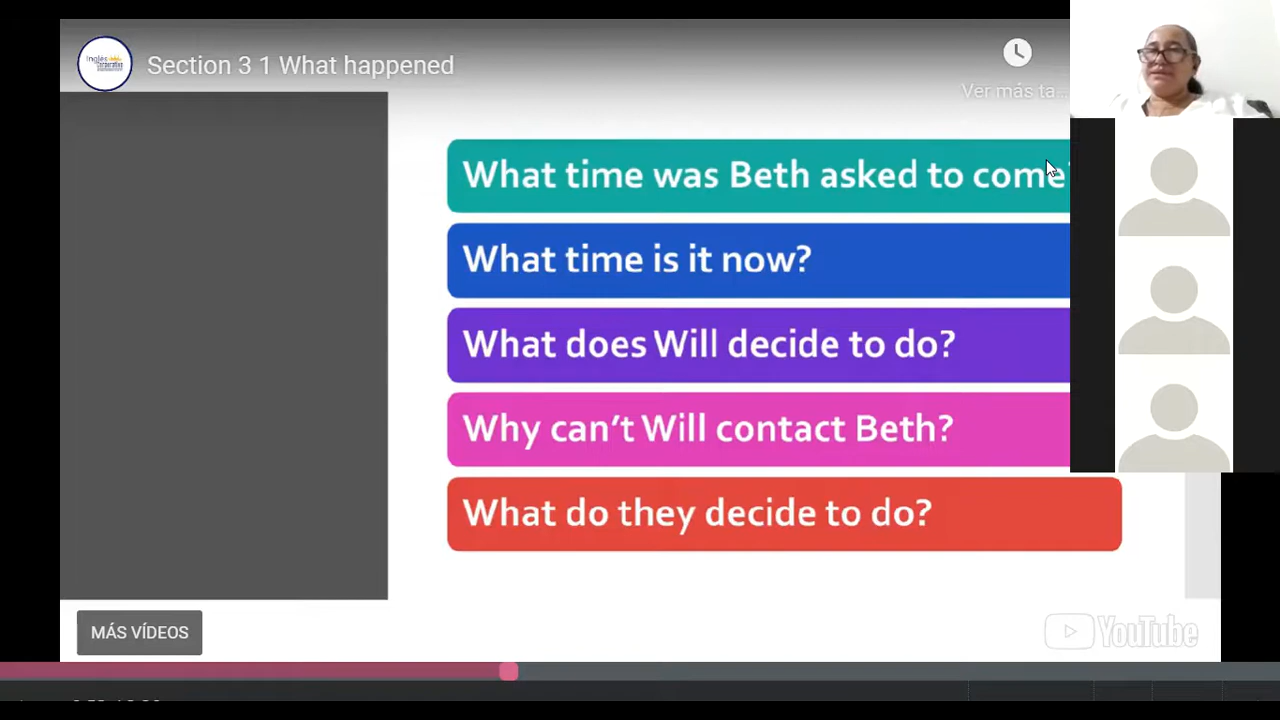 Section 3 1 What happened
Ver más ta...
What time was Beth asked to come?
What time is it now?
What does Will decide to do?
Why can't Will contact Beth?
What do they decide to do?
MÁS VÍDEOS
YouTube